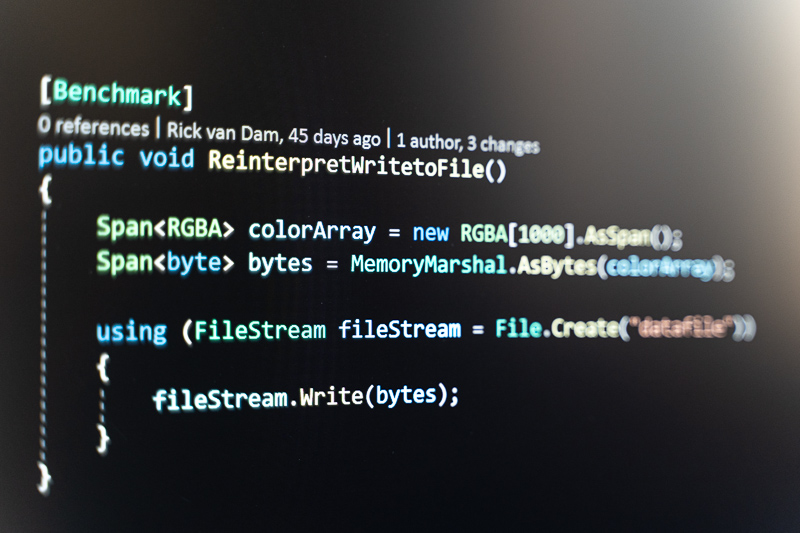 [Benchmark]
0 references | Rick van Dam, 45 days ago | 1 author, 3 changes
public void ReinterpretWritetoFile()
{
Span<RGBA> colorArray = new RGBA[1000].AsSpan();
Span<byte> bytes = MemoryMarshal.AsBytes(colorArray);
using (FileStream fileStream = File.Create("datafile"))
{
fileStream.Write(bytes);
}
}